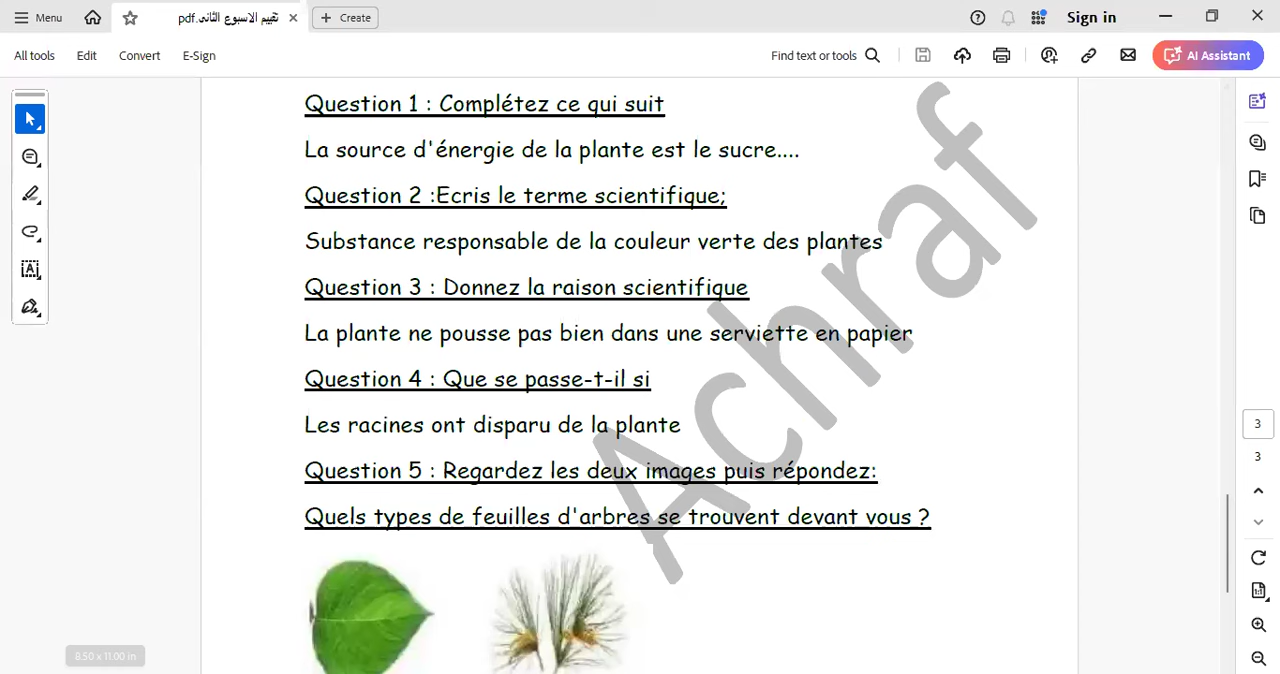 Menu
تقييم الاسبوع الثانى.pdf
Create
Sign in
All tools
Edit
Convert
E-Sign
Find text or tools
AI Assistant
Question 1 : Complétez ce qui suit
La source d'énergie de la plante est le sucre....
Question 2 :Ecris le terme scientifique;
Substance responsable de la couleur verte des plantes
Question 3 : Donnez la raison scientifique
La plante ne pousse pas bien dans une serviette en papier
Question 4 : Que se passe-t-il si
Les racines ont disparu de la plante
Question 5 : Regardez les deux images puis répondez:
Quels types de feuilles d'arbres se trouvent devant vous ?
Achraf
3
3
8.50 x 11.00 in